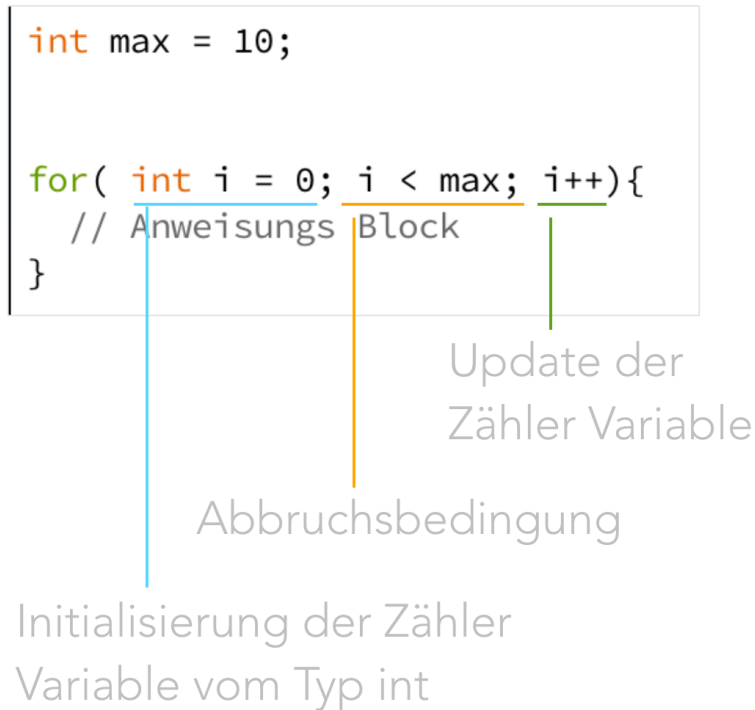 int max = 10;
for( int i = 0; i < max; i++){
// Anweisungs Block
}
Update der
Zähler Variable
Abbruchsbedingung
Initialisierung der Zähler
Variable vom Typ int